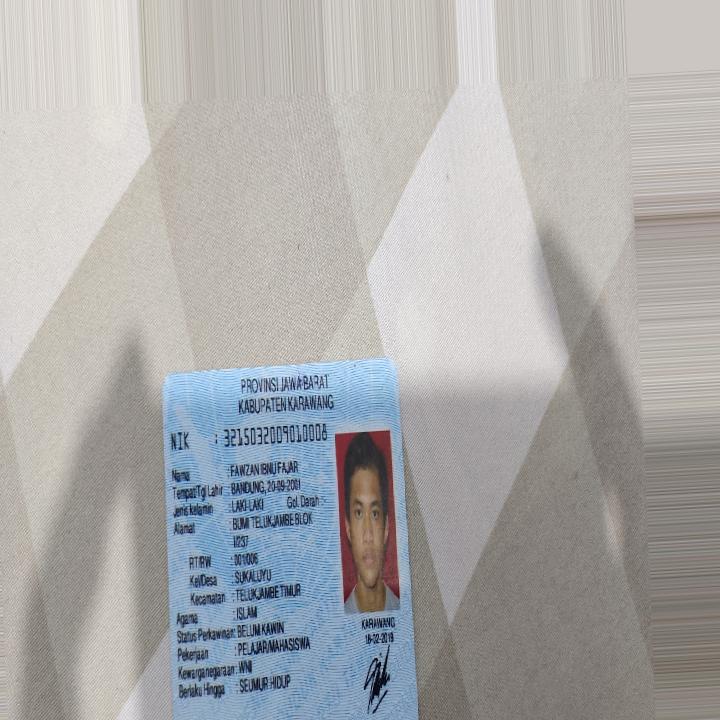 PROVINSI JAWA BARAT
KABUPATEN KARAWANG
NIK : 3215032009010008
Nama : FAWZAN IBNU FAJAR
Tempat/Tgl Lahir : BANDUNG, 20-09-2001
Jenis kelamin : LAKI-LAKI Gol. Darah :-
Alamat : BUMI TELUKJAMBE BLOK
I/237
RT/RW : 001/006
Kel/Desa : SUKALUYU
Kecamatan : TELUKJAMBE TIMUR
Agama : ISLAM
Status Perkawinan: BELUM KAWIN
Pekerjaan : PELAJAR/MAHASISWA
Kewarganegaraan: WNI
Berlaku Hingga : SEUMUR HIDUP
KARAWANG
18-02-2019